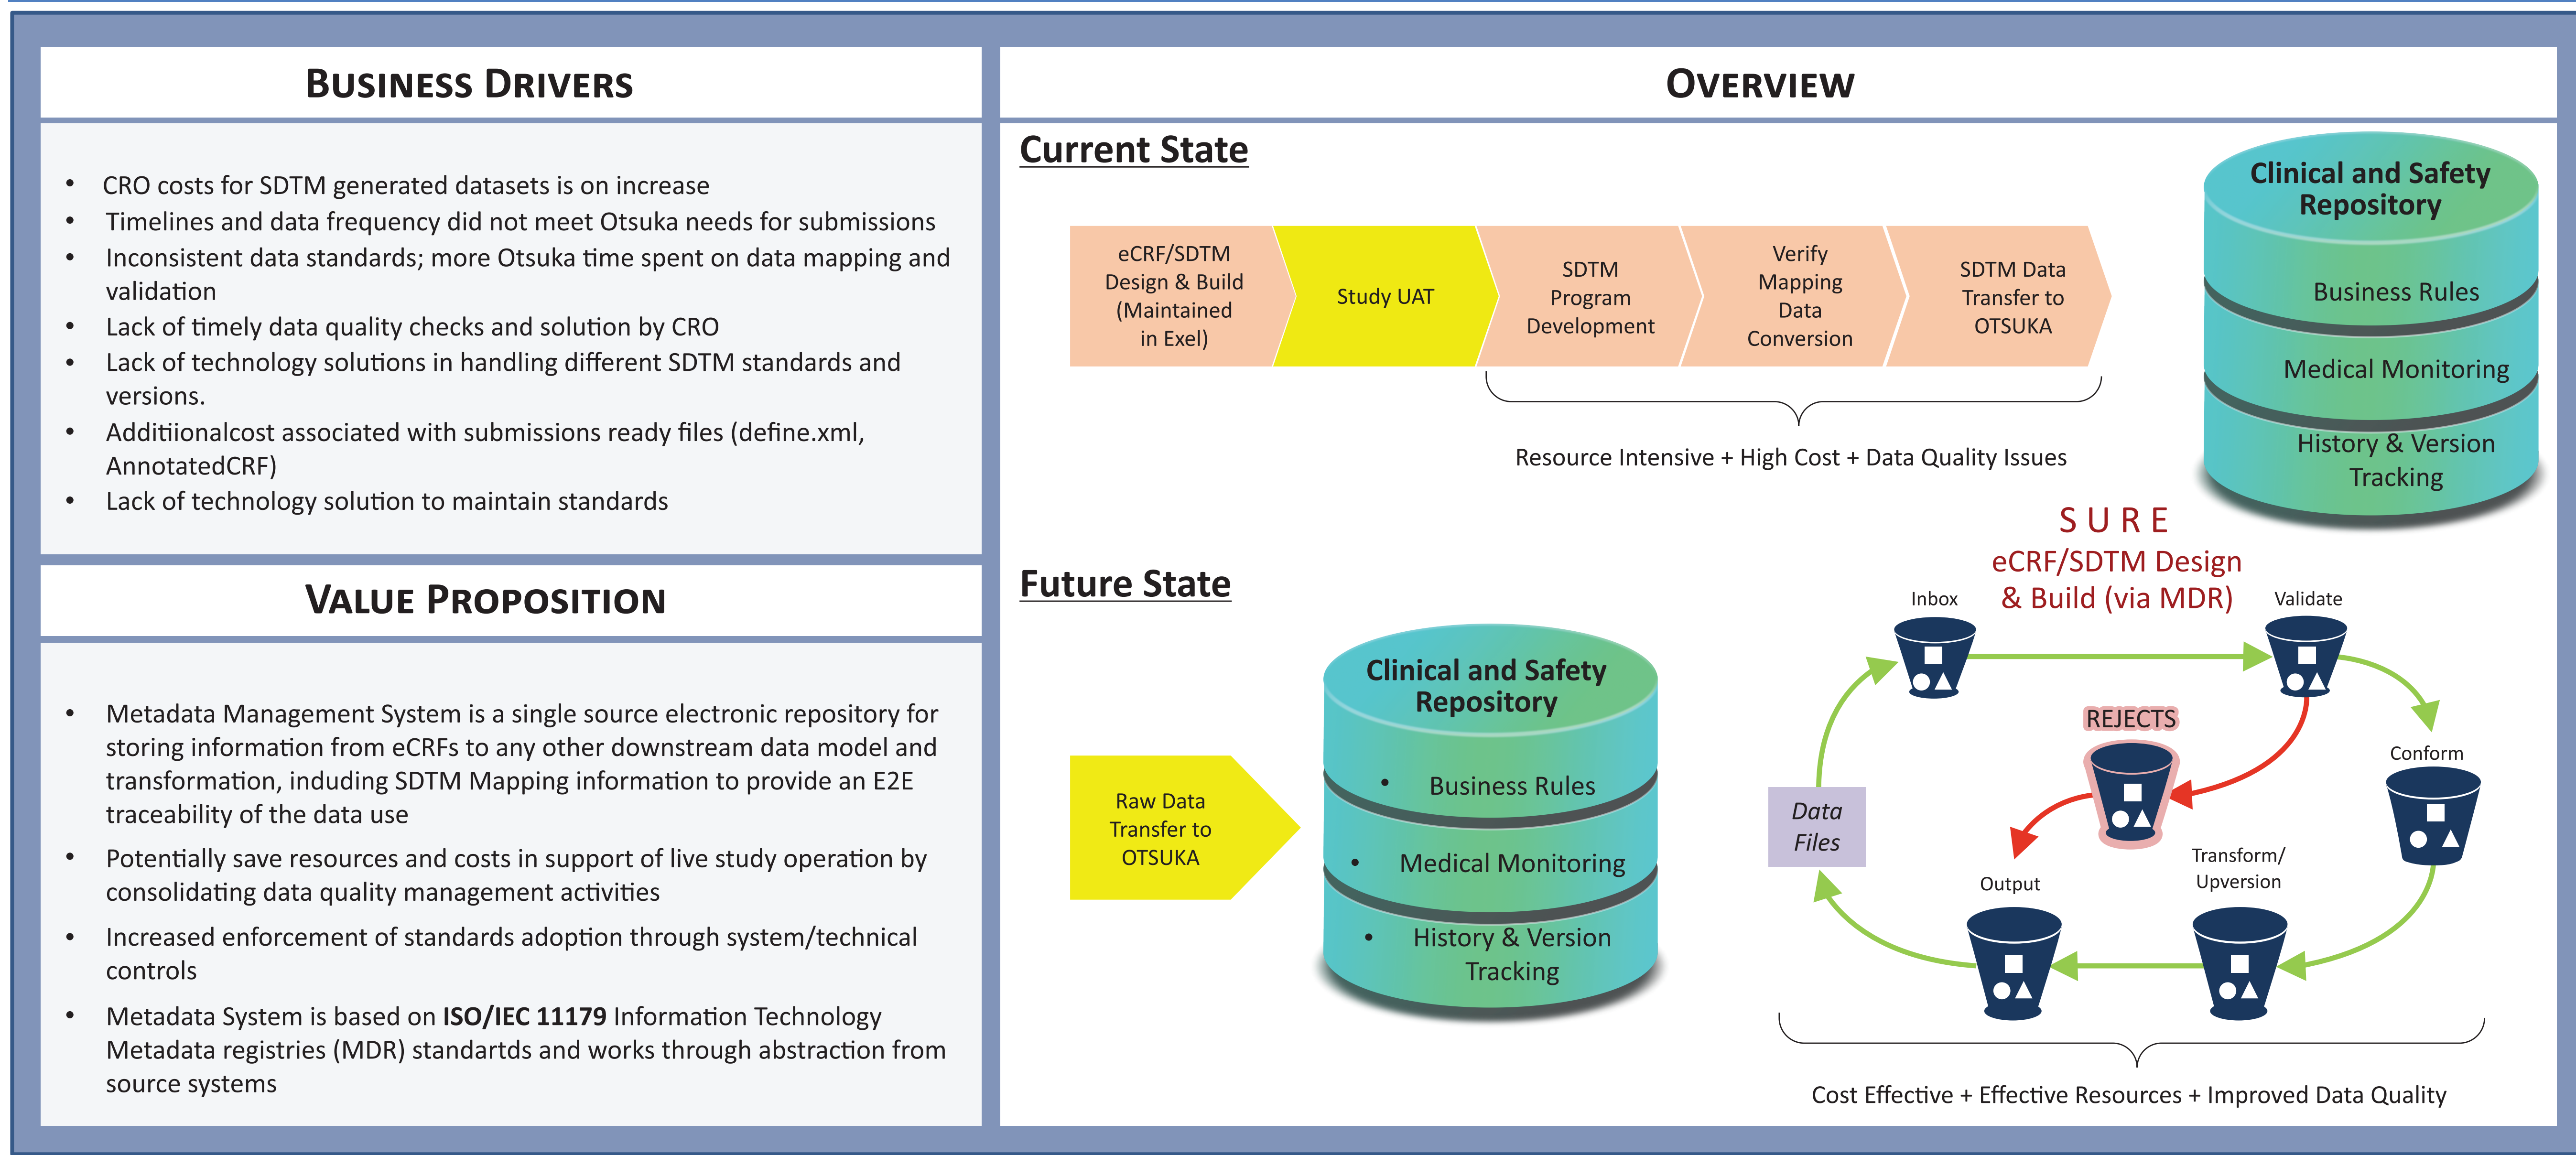 BUSINESS DRIVERS
• CRO costs for SDTM generated datasets is on increase
• Timelines and data frequency did not meet Otsuka needs for submissions
• Inconsistent data standards; more Otsuka time spent on data mapping and
validation
• Lack of timely data quality checks and solution by CRO
• Lack of technology solutions in handling different SDTM standards and
versions.
• Additiionalcost associated with submissions ready files (define.xml,
AnnotatedCRF)
• Lack of technology solution to maintain standards
VALUE PROPOSITION
• Metadata Management System is a single source electronic repository for
storing information from eCRFs to any other downstream data model and
transformation, induding SDTM Mapping information to provide an E2E
traceability of the data use
• Potentially save resources and costs in support of live study operation by
consolidating data quality management activities
• Increased enforcement of standards adoption through system/technical
controls
• Metadata System is based on ISO/IEC 11179 Information Technology
Metadata registries (MDR) standartds and works through abstraction from
source systems
OVERVIEW
Current State
eCRF/SDTM
Design & Build
(Maintained
in Exel)
Study UAT
SDTM
Program
Development
Verify
Mapping
Data
Conversion
SDTM Data
Transfer to
OTSUKA
Resource Intensive + High Cost + Data Quality Issues
Clinical and Safety
Repository
Business Rules
Medical Monitoring
History & Version
Tracking
Future State
Raw Data
Transfer to
OTSUKA
Clinical and Safety
Repository
• Business Rules
• Medical Monitoring
• History & Version
Tracking
S U R E
eCRF/SDTM Design
& Build (via MDR)
Inbox
Validate
REJECTS
Conform
Data
Files
Transform/
Upversion
Output
Cost Effective + Effective Resources + Improved Data Quality